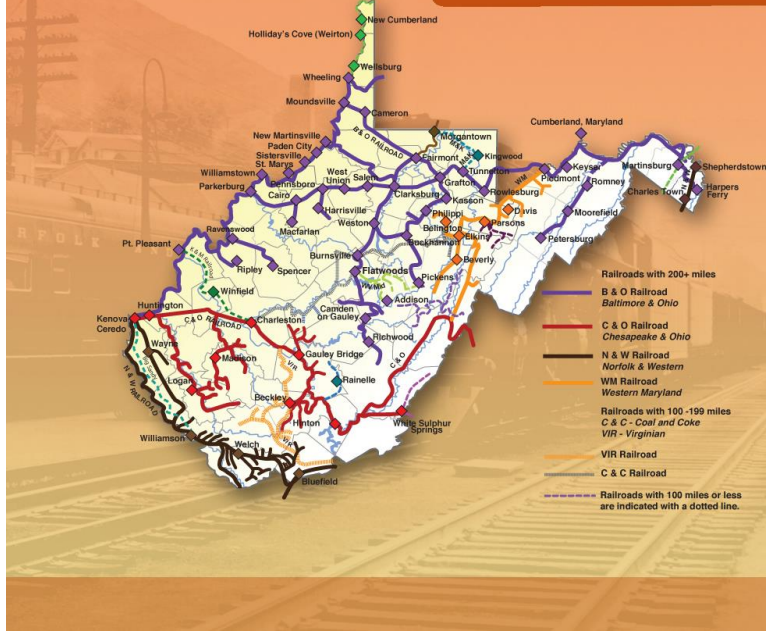 New Cumberland
Holliday's Cove (Weirton)
Wellsburg
Wheeling
Moundsville
Cameron
B & O RAILROAD
Cumberland, Maryland
Morgantown
M&K
M&K
Kingwood
New Martinsville
Paden City
Sistersville
St. Marys
Fairmont
Tunnelton
Keyser
Martinsburg
Shepherdstown
Williamstown
Pennsboro
West
Union
Salem
Grafton
Rowlesburg
WM
Piedmont
Romney
Charles Town
N & W
Harpers
Ferry
Parkerburg
Cairo
Clarksburg
Kasson
Harrisville
Philippi
Davis
Moorefield
Ravenswood
Macfarlan
Weston
Belington
Parsons
Elkins
Petersburg
Buckhannon
Pt. Pleasant
Burnsville
Beverly
Ripley
Spencer
Flatwoods
Pickens
Winfield
Addison
Camden
on Gauley
Huntington
Kenova
Ceredo
C & O RAILROAD
Charleston
Richwood
Wayne
Madison
Gauley Bridge
C & O
VIR
Rainelle
Logan
Beckley
N & W RAILROAD
Hinton
White Sulphur
Springs
Williamson
Welch
VIR
Bluefield
Railroads with 200+ miles
B & O Railroad
Baltimore & Ohio
C & O Railroad
Chesapeake & Ohio
N & W Railroad
Norfolk & Western
WM Railroad
Western Maryland
Railroads with 100 -199 miles
C & C - Coal and Coke
VIR - Virginian
VIR Railroad
C & C Railroad
Railroads with 100 miles or less
are indicated with a dotted line.